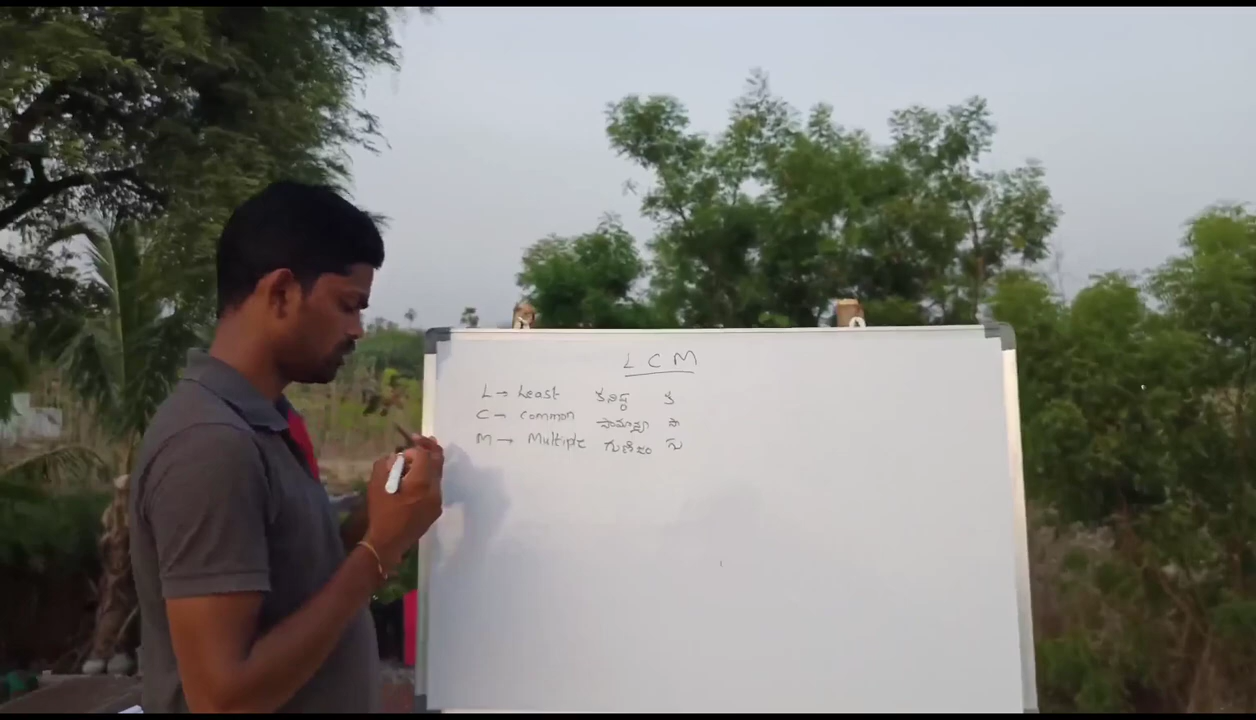 L C M
L → Least కనిష్ఠ క
C → Common సామాన్య సా
M → Multiple గుణిజం గు